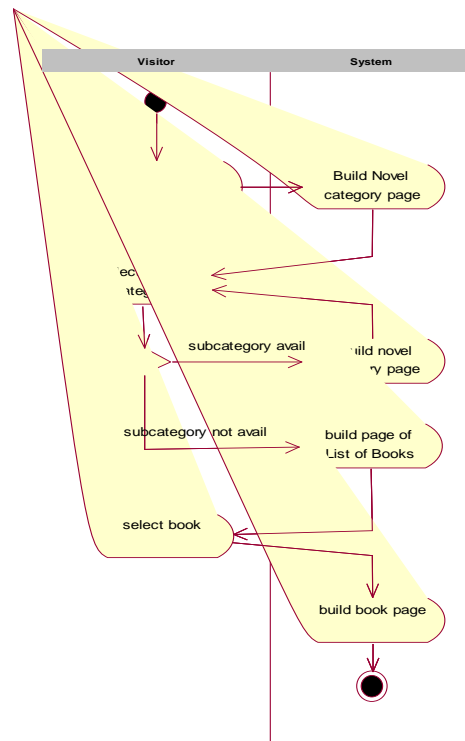 Visitor
System
Build Novel
category page
subcategory avail
page
subcategory not avail
build page of
List of Books
select book
build book page